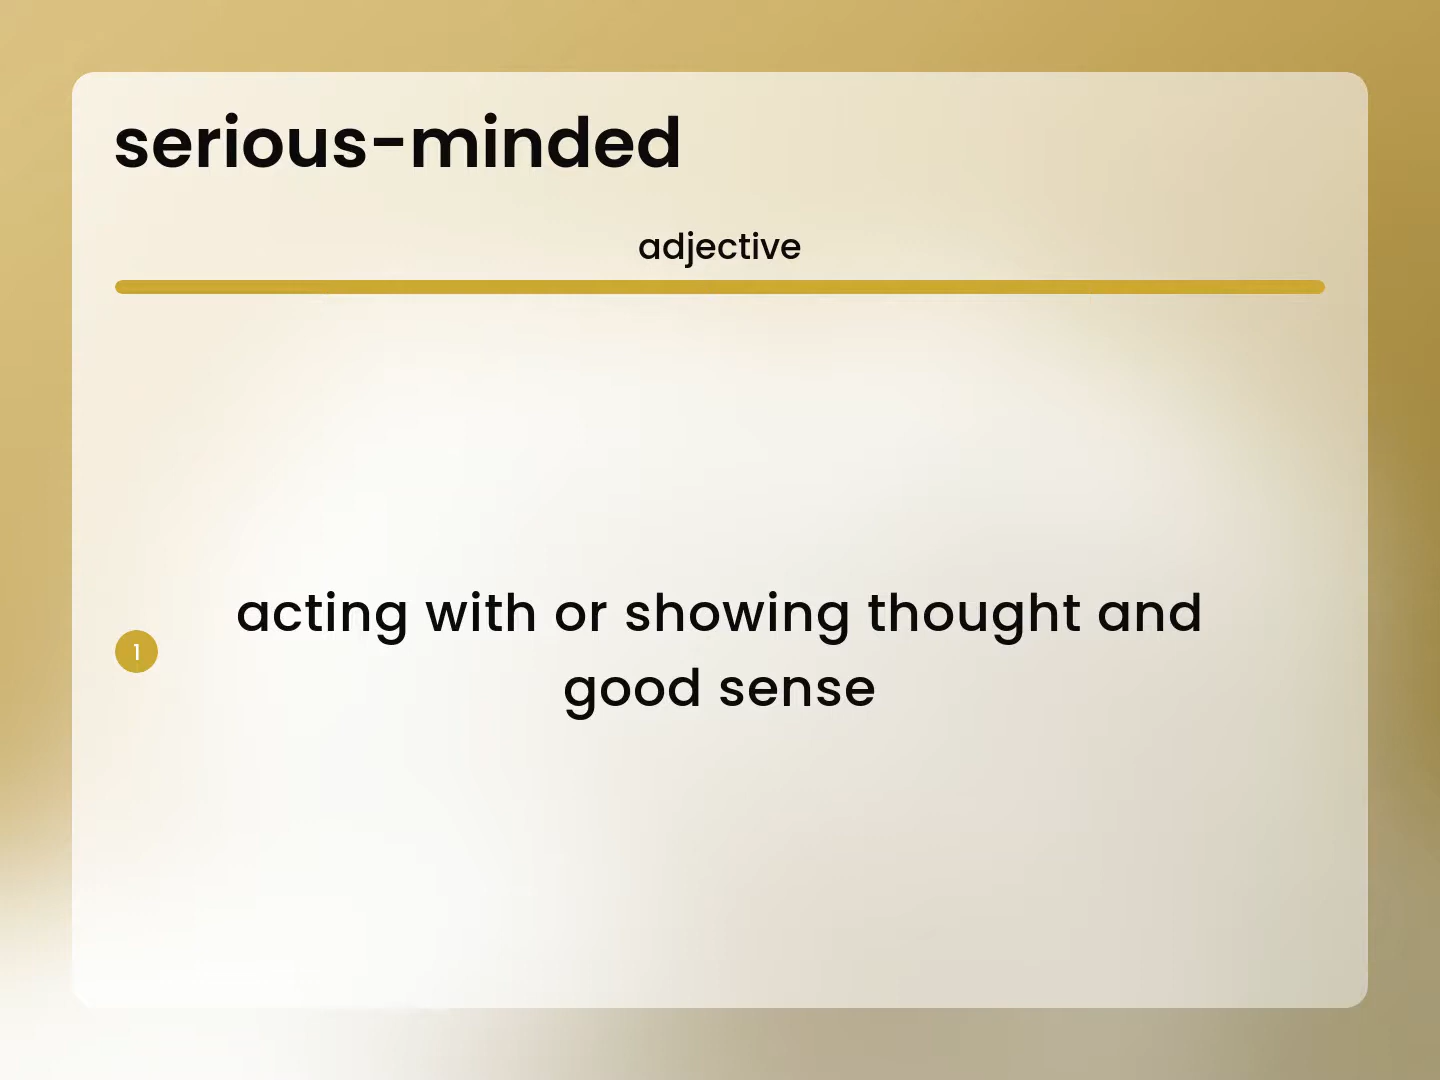 serious-minded
adjective
1
acting with or showing thought and
good sense